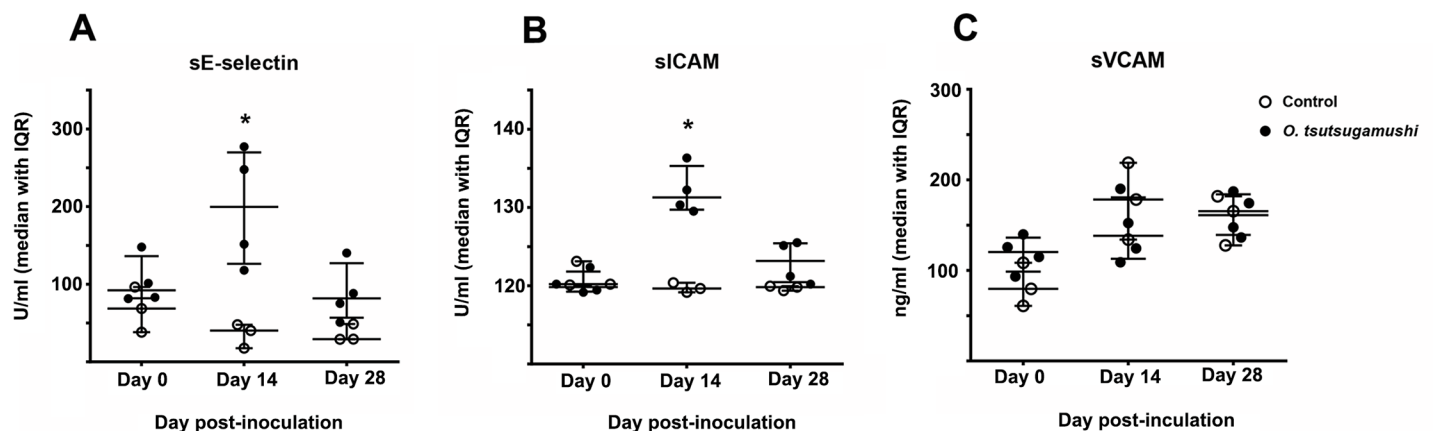 A
sE-selectin
U/ml (median with IQR)
300
200
100
0
*
Day 0 Day 14 Day 28
Day post-inoculation
B
sICAM
U/ml (median with IQR)
140
130
120
*
Day 0 Day 14 Day 28
Day post-inoculation
C
sVCAM
ng/ml (median with IQR)
300
200
100
0
Control
O. tsutsugamushi
Day 0 Day 14 Day 28
Day post-inculation